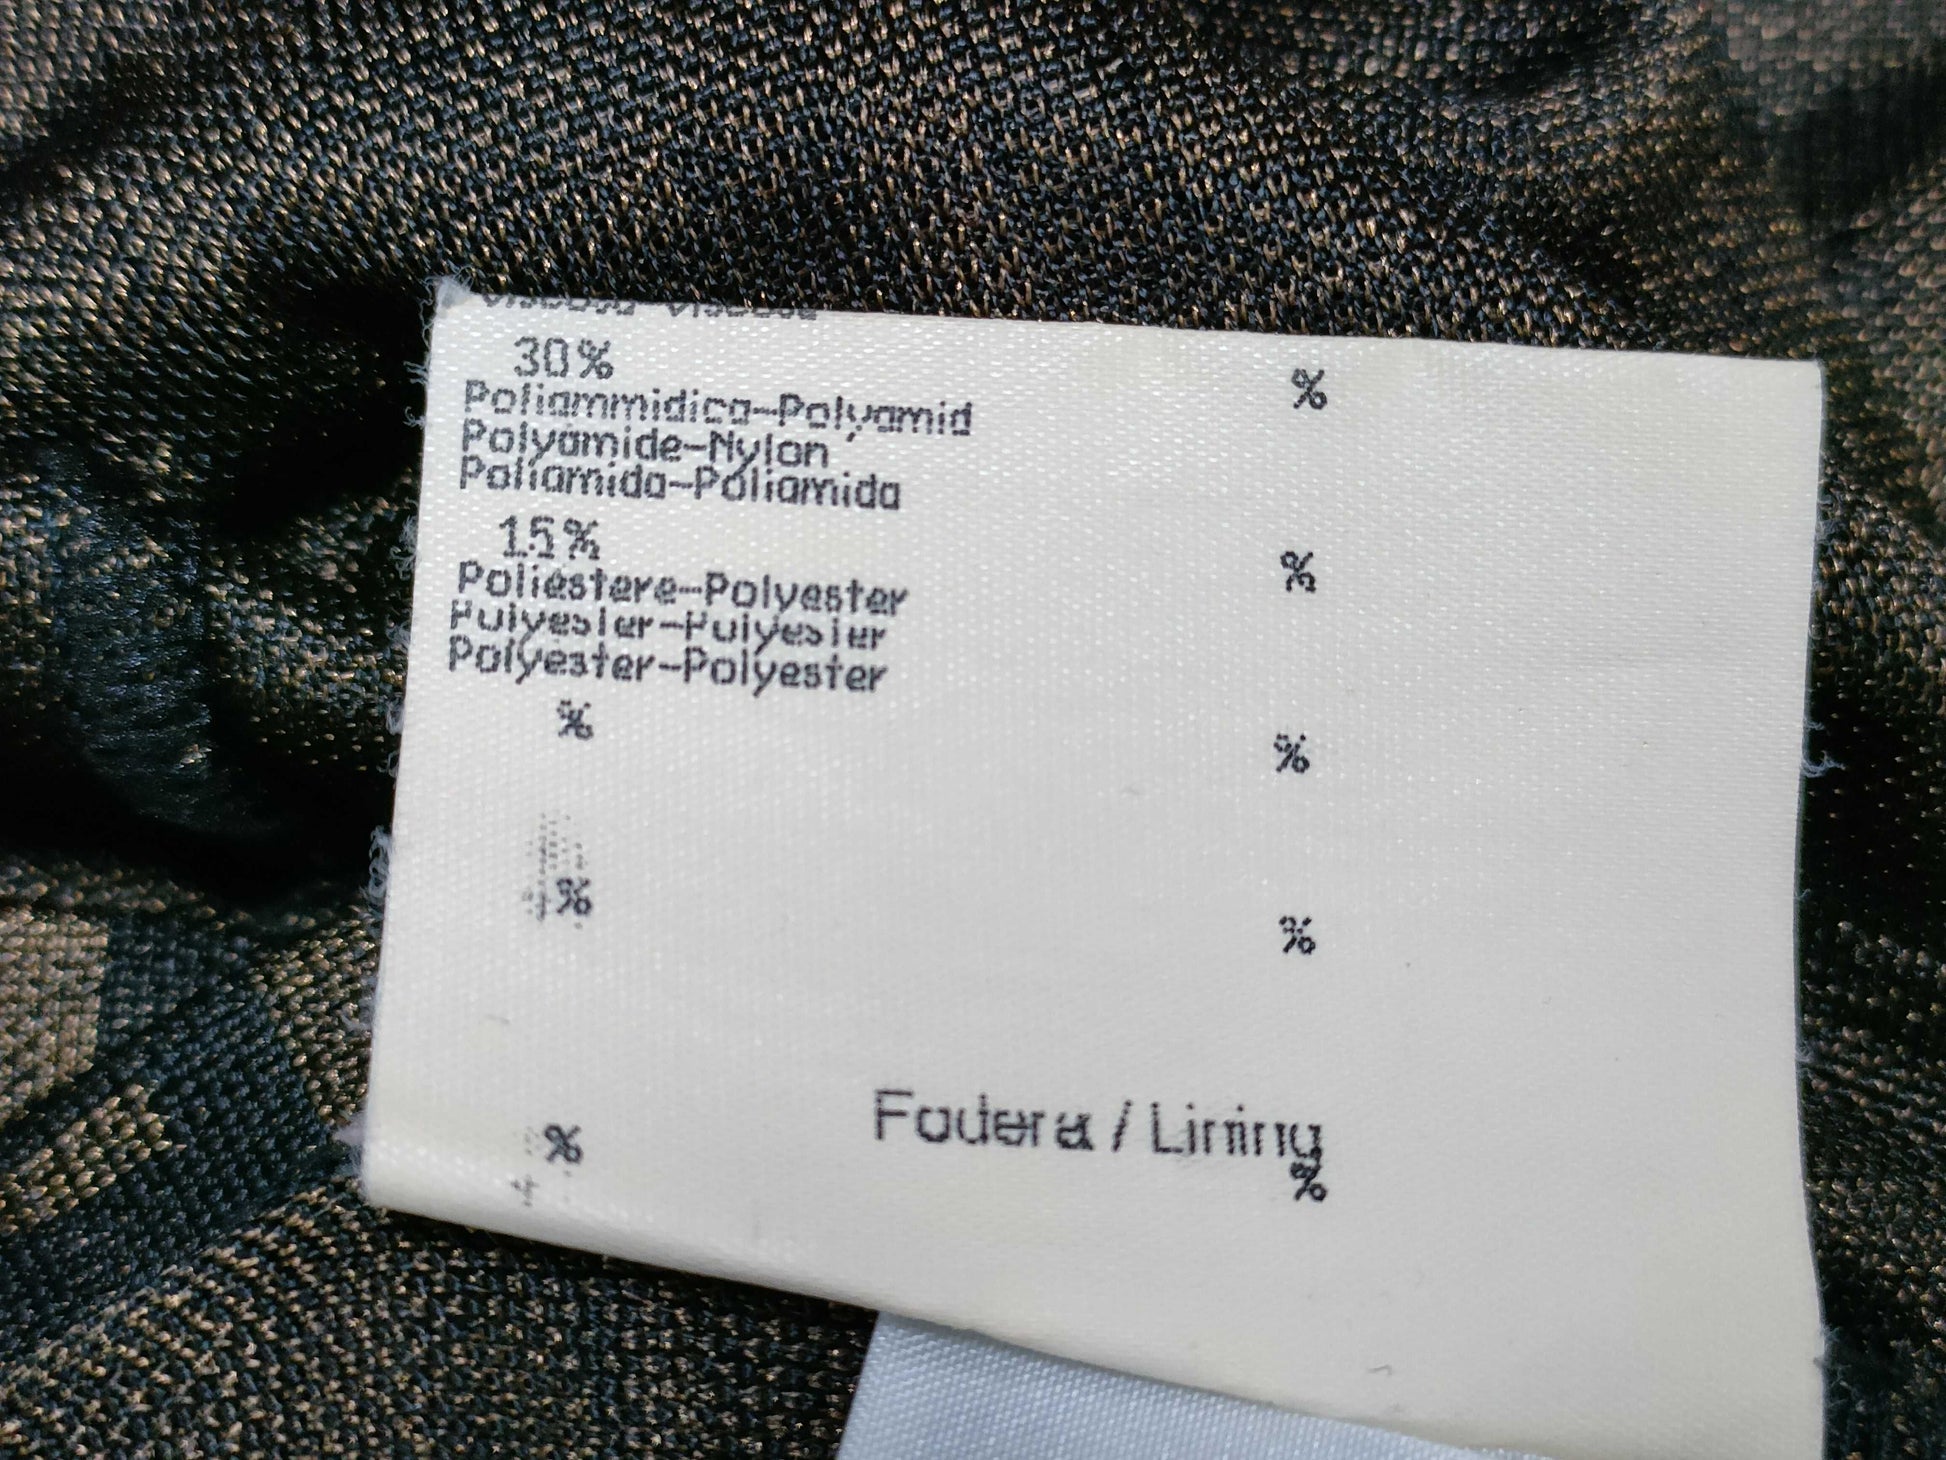 30%
Poliammidica-Polyamid
Polyamide-Nylon
Poliamida-Poliamida
15%
Poliestere-Polyester
Polyester-Polyester
Polyester-Polyester
%
%
%
%
%
%
%
Fodera / Lining
%